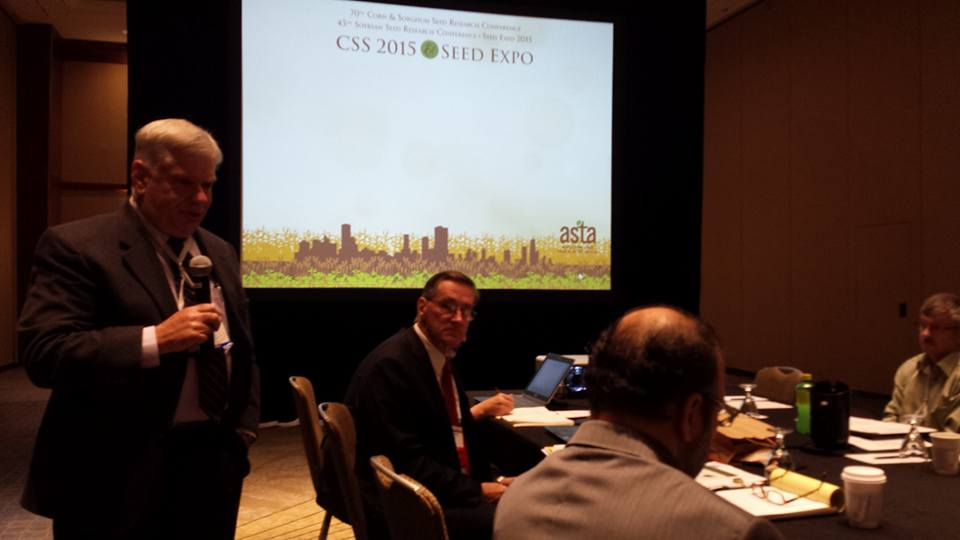 70th Corn & Sorghum Seed Research Conference
45th Soybean Seed Research Conference • Seed Expo 2015
CSS 2015 & SEED EXPO
asta